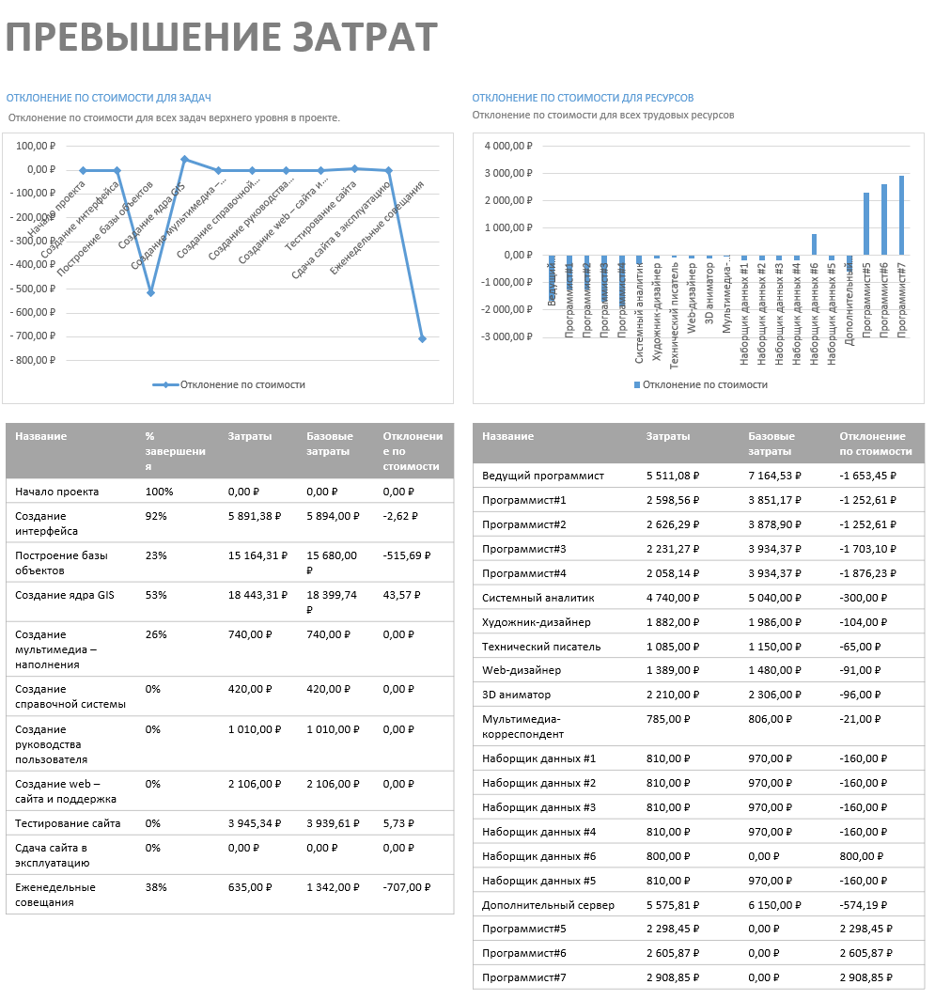 ПРЕВЫШЕНИЕ ЗАТРАТ
ОТКЛОНЕНИЕ ПО СТОИМОСТИ ДЛЯ ЗАДАЧ
Отклонение по стоимости для всех задач верхнего уровня в проекте.
100,00 ₽
0,00 ₽
- 100,00 ₽
- 200,00 ₽
- 300,00 ₽
- 400,00 ₽
- 500,00 ₽
- 600,00 ₽
- 700,00 ₽
- 800,00 ₽
Начало проекта
Создание интерфейса
Построение базы объектов
Создание ядра GIS
Создание мультимедиа –…
Создание справочной…
Создание руководства…
Создание web – сайта и…
Тестирование сайта
Сдача сайта в эксплуатацию
Еженедельные совещания
Отклонение по стоимости
ОТКЛОНЕНИЕ ПО СТОИМОСТИ ДЛЯ РЕСУРСОВ
Отклонение по стоимости для всех трудовых ресурсов
4 000,00 ₽
3 000,00 ₽
2 000,00 ₽
1 000,00 ₽
0,00 ₽
-1 000,00 ₽
-2 000,00 ₽
-3 000,00 ₽
Ведущий…
Программист#1
Программист#2
Программист#3
Программист#4
Системный аналитик
Художник-дизайнер
Технический писатель
Web-дизайнер
3D аниматор
Мультимедиа-…
Наборщик данных #1
Наборщик данных #2
Наборщик данных #3
Наборщик данных #4
Наборщик данных #6
Наборщик данных #5
Дополнительный…
Программист#5
Программист#6
Программист#7
Отклонение по стоимости
Название % завершения Затраты Базовые затраты Отклонение по стоимости
Начало проекта 100% 0,00 ₽ 0,00 ₽ 0,00 ₽
Создание интерфейса 92% 5 891,38 ₽ 5 894,00 ₽ -2,62 ₽
Построение базы объектов 23% 15 164,31 ₽ 15 680,00 ₽ -515,69 ₽
Создание ядра GIS 53% 18 443,31 ₽ 18 399,74 ₽ 43,57 ₽
Создание мультимедиа – наполнения 26% 740,00 ₽ 740,00 ₽ 0,00 ₽
Создание справочной системы 0% 420,00 ₽ 420,00 ₽ 0,00 ₽
Создание руководства пользователя 0% 1 010,00 ₽ 1 010,00 ₽ 0,00 ₽
Создание web – сайта и поддержка 0% 2 106,00 ₽ 2 106,00 ₽ 0,00 ₽
Тестирование сайта 0% 3 945,34 ₽ 3 939,61 ₽ 5,73 ₽
Сдача сайта в эксплуатацию 0% 0,00 ₽ 0,00 ₽ 0,00 ₽
Еженедельные совещания 38% 635,00 ₽ 1 342,00 ₽ -707,00 ₽
Название Затраты Базовые затраты Отклонение по стоимости
Ведущий программист 5 511,08 ₽ 7 164,53 ₽ -1 653,45 ₽
Программист#1 2 598,56 ₽ 3 851,17 ₽ -1 252,61 ₽
Программист#2 2 626,29 ₽ 3 878,90 ₽ -1 252,61 ₽
Программист#3 2 231,27 ₽ 3 934,37 ₽ -1 703,10 ₽
Программист#4 2 058,14 ₽ 3 934,37 ₽ -1 876,23 ₽
Системный аналитик 4 740,00 ₽ 5 040,00 ₽ -300,00 ₽
Художник-дизайнер 1 882,00 ₽ 1 986,00 ₽ -104,00 ₽
Технический писатель 1 085,00 ₽ 1 150,00 ₽ -65,00 ₽
Web-дизайнер 1 389,00 ₽ 1 480,00 ₽ -91,00 ₽
3D аниматор 2 210,00 ₽ 2 306,00 ₽ -96,00 ₽
Мультимедиа-корреспондент 785,00 ₽ 806,00 ₽ -21,00 ₽
Наборщик данных #1 810,00 ₽ 970,00 ₽ -160,00 ₽
Наборщик данных #2 810,00 ₽ 970,00 ₽ -160,00 ₽
Наборщик данных #3 810,00 ₽ 970,00 ₽ -160,00 ₽
Наборщик данных #4 810,00 ₽ 970,00 ₽ -160,00 ₽
Наборщик данных #6 800,00 ₽ 0,00 ₽ 800,00 ₽
Наборщик данных #5 810,00 ₽ 970,00 ₽ -160,00 ₽
Дополнительный сервер 5 575,81 ₽ 6 150,00 ₽ -574,19 ₽
Программист#5 2 298,45 ₽ 0,00 ₽ 2 298,45 ₽
Программист#6 2 605,87 ₽ 0,00 ₽ 2 605,87 ₽
Программист#7 2 908,85 ₽ 0,00 ₽ 2 908,85 ₽